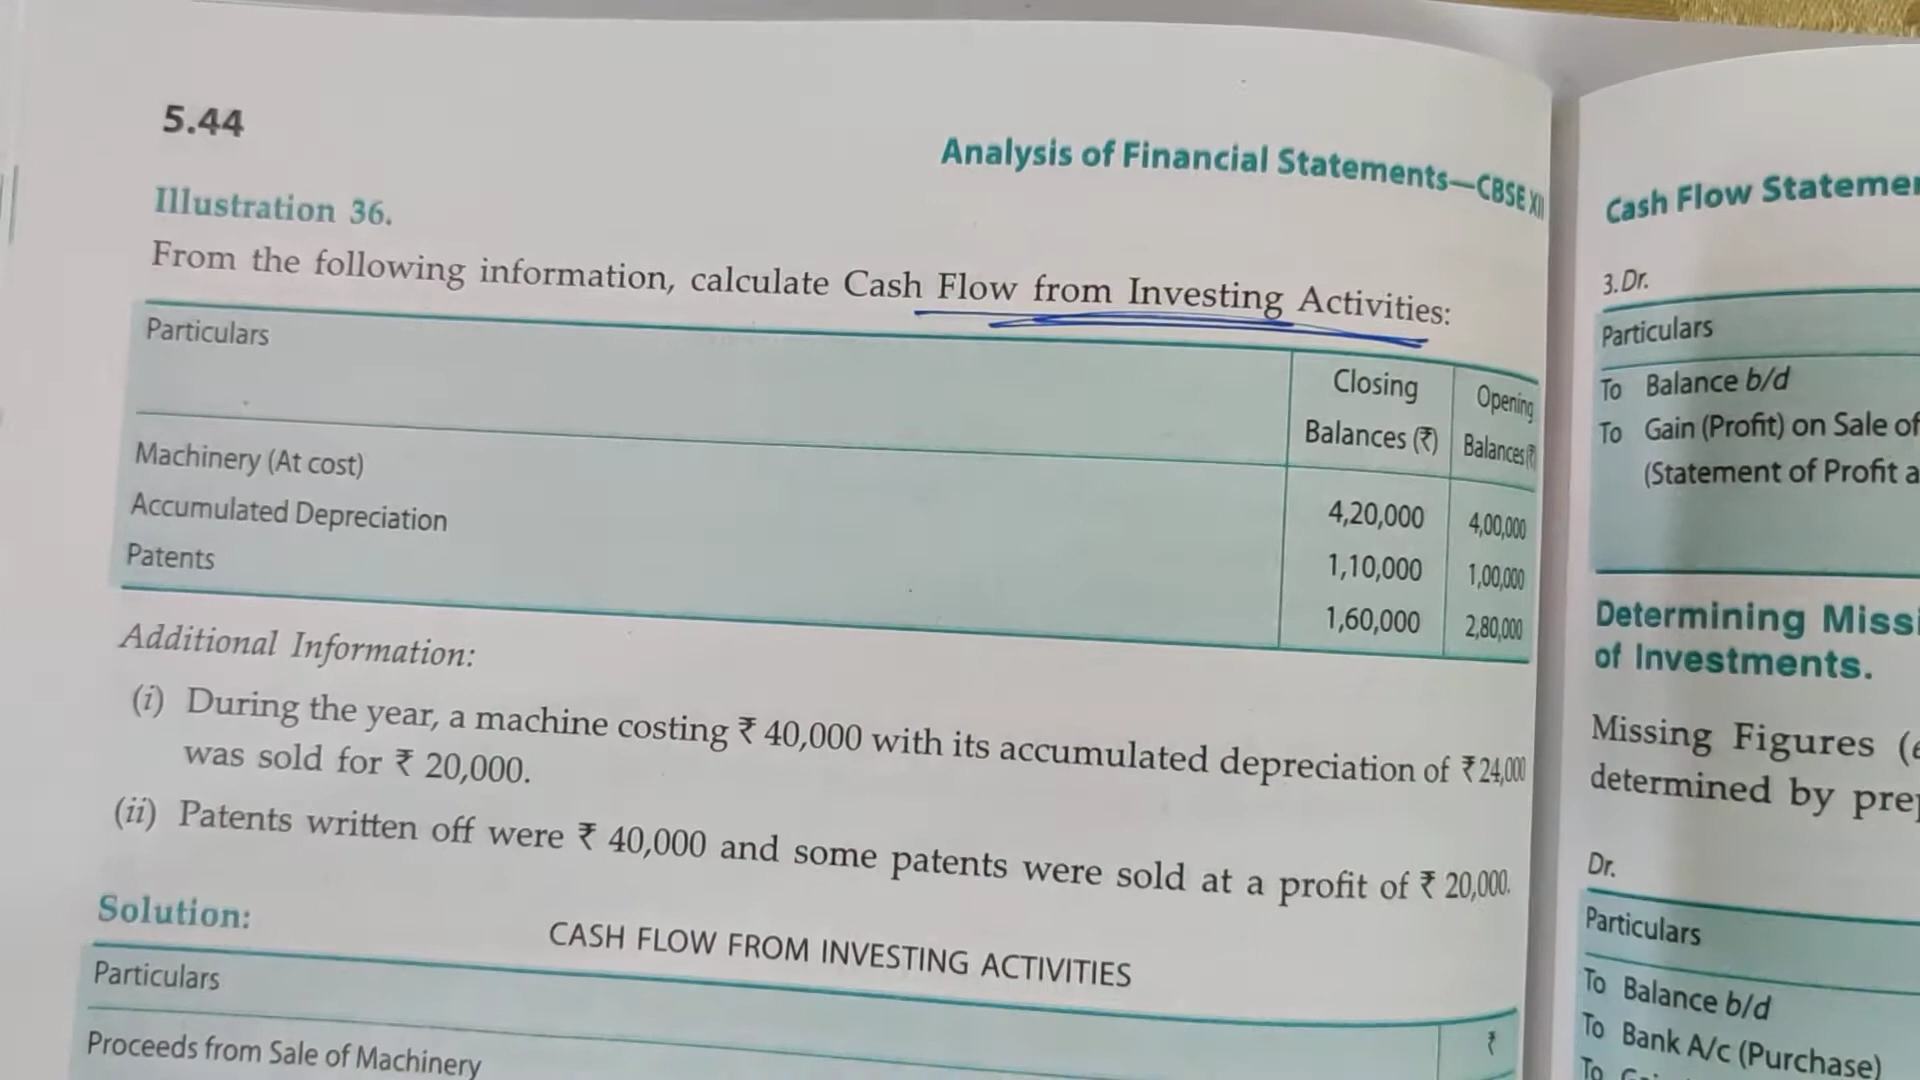 5.44
Analysis of Financial Statements—CBSE XII
Illustration 36.
From the following information, calculate Cash Flow from Investing Activities:
Particulars
Closing Balances (₹)
Opening Balances (₹)
Machinery (At cost) 4,20,000 4,00,000
Accumulated Depreciation 1,10,000 1,00,000
Patents 1,60,000 2,80,000
Additional Information:
(i) During the year, a machine costing ₹ 40,000 with its accumulated depreciation of ₹ 24,000
was sold for ₹ 20,000.
(ii) Patents written off were ₹ 40,000 and some patents were sold at a profit of ₹ 20,000.
Solution:
CASH FLOW FROM INVESTING ACTIVITIES
Particulars ₹
Proceeds from Sale of Machinery
Cash Flow
3. Dr.
Particulars
To Balance b/d
To Gain (Profit) on Sale of
(Statement of Profit
Determining
of Investments.
Missing Figures
determined by
Dr.
Particulars
To Balance b/d
To Bank A/c (Purchase)
To